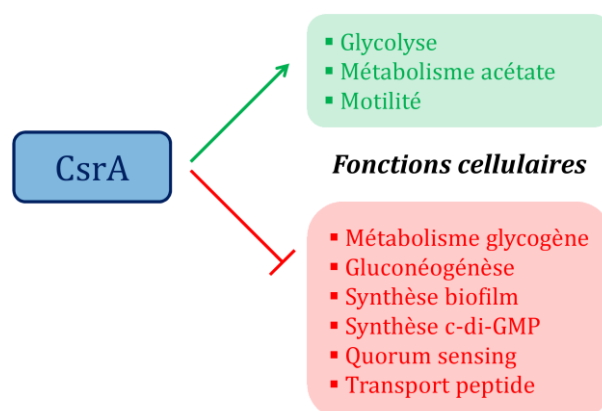 ▪ Glycolyse
▪ Métabolisme acétate
▪ Motilité
CsrA
Fonctions cellulaires
▪ Métabolisme glycogène
▪ Gluconéogénèse
▪ Synthèse biofilm
▪ Synthèse c-di-GMP
▪ Quorum sensing
▪ Transport peptide